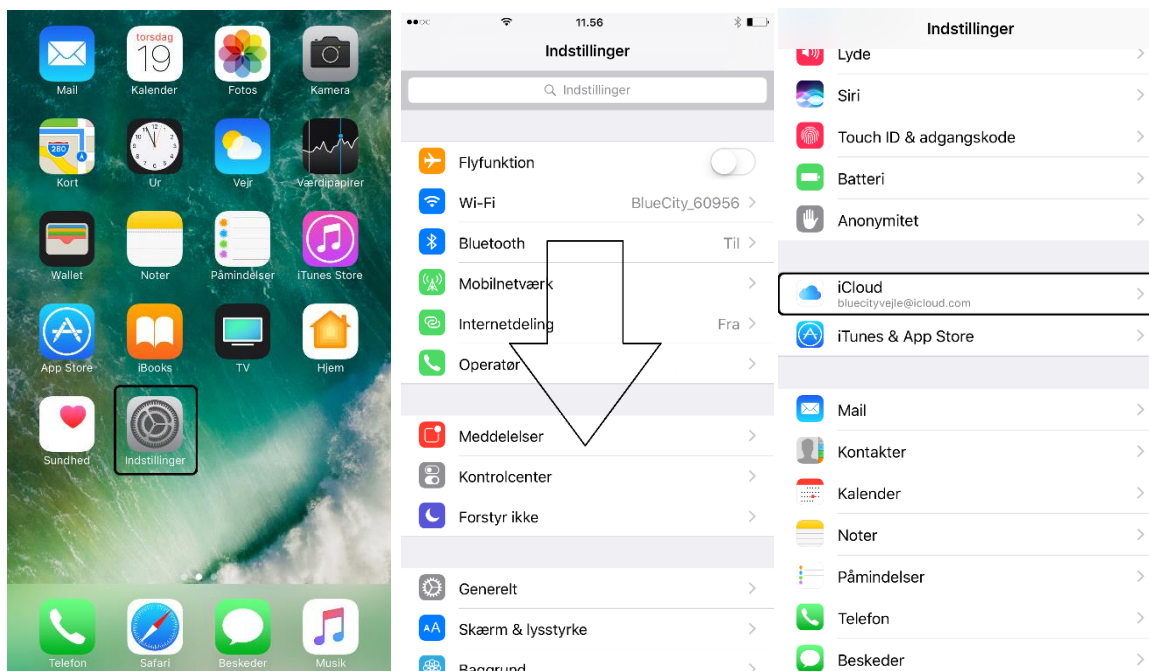 torsdag
19
Mail
Kalender
Fotos
Kamera
280
Kort
Ur
Vejr
Værdipapirer
Wallet
Noter
Påmindelser
iTunes Store
App Store
iBooks
TV
Hjem
Sundhed
Indstillinger
Telefon
Safari
Beskeder
Musik
11.56
Indstillinger
Indstillinger
Flyfunktion
Wi-Fi BlueCity_60956
Bluetooth Til
Mobilnetværk
Internetdeling Fra
Operatør
Meddelelser
Kontrolcenter
Forstyr ikke
Generelt
AA Skærm & lysstyrke
Baggrund
Indstillinger
Lyde
Siri
Touch ID & adgangskode
Batteri
Anonymitet
iCloud
bluecityvejle@icloud.com
iTunes & App Store
Mail
Kontakter
Kalender
Noter
Påmindelser
Telefon
Beskeder